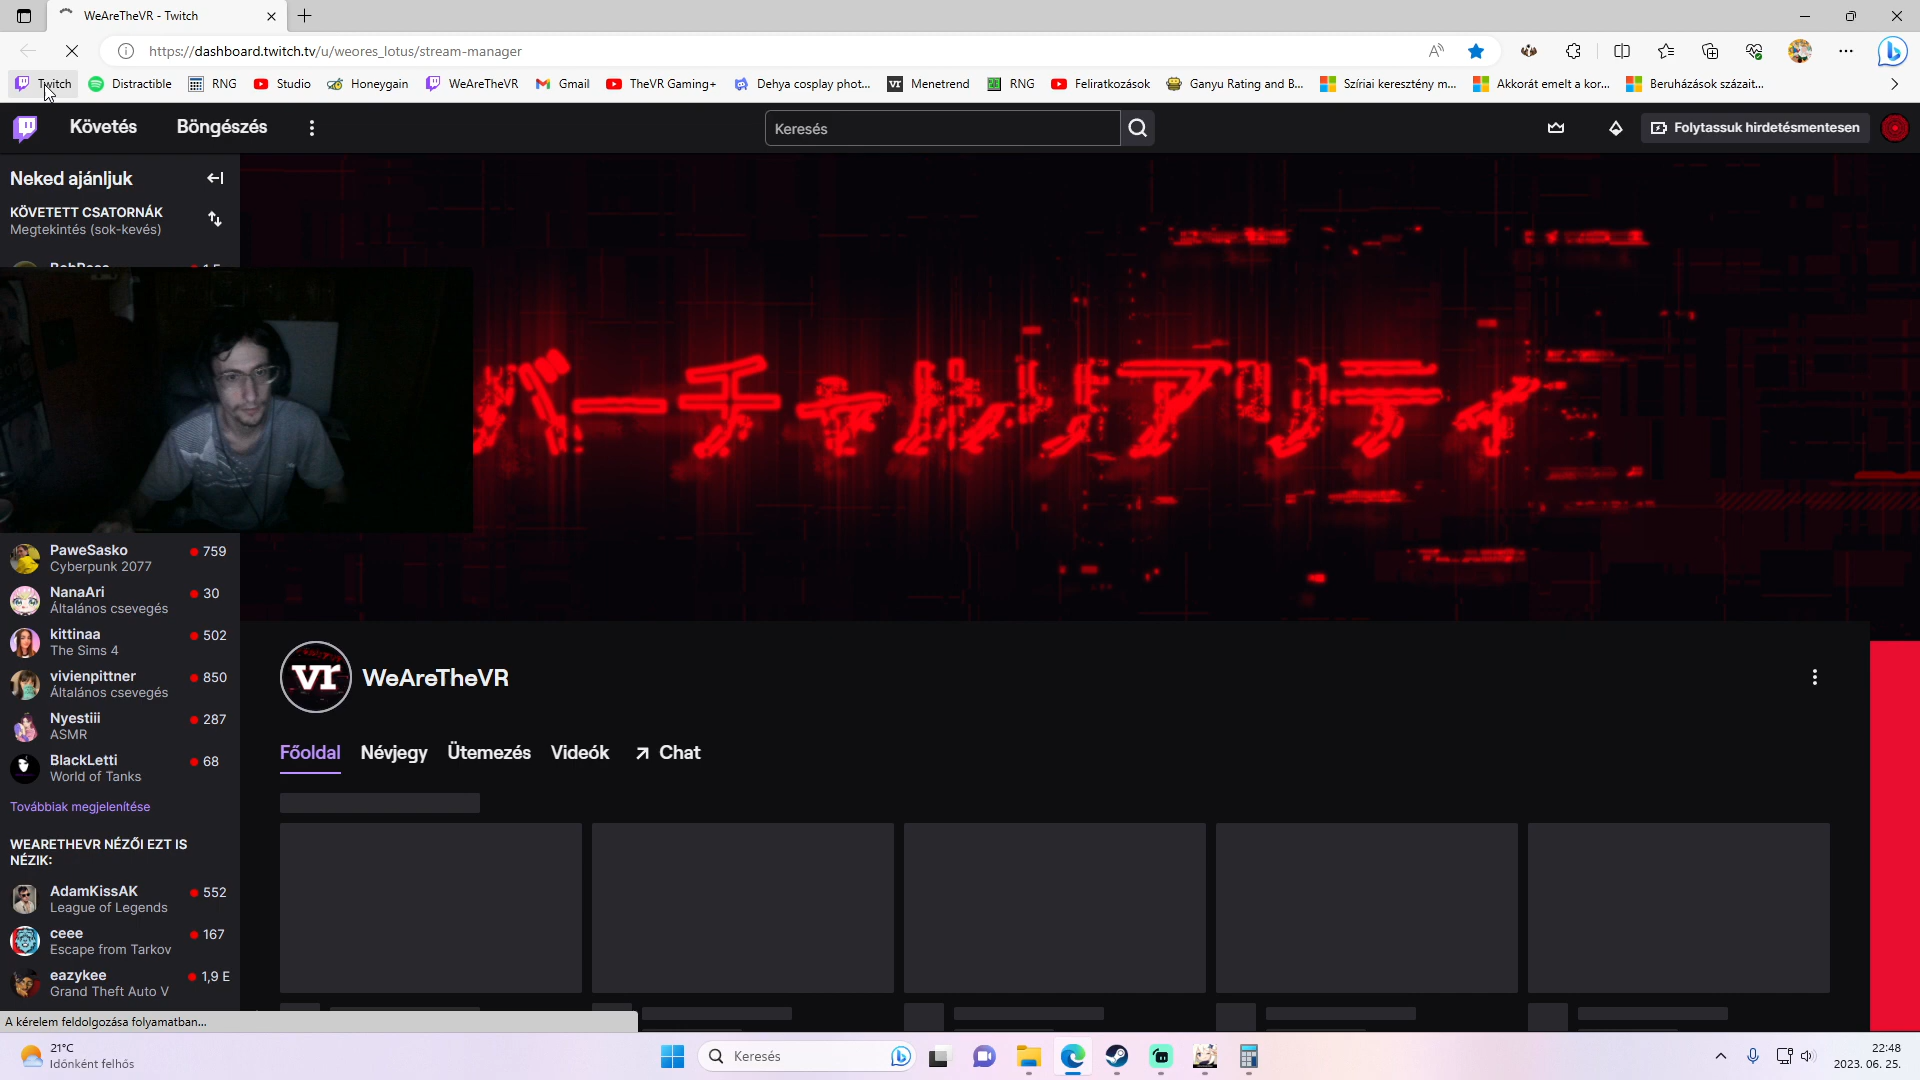 WeAreTheVR - Twitch
https://dashboard.twitch.tv/u/weores_lotus/stream-manager
Twitch
Distractible
RNG
Studio
Honeygain
WeAreTheVR
Gmail
TheVR Gaming+
Dehya cosplay phot...
Menetrend
RNG
Feliratkozások
Ganyu Rating and B...
Szíriai keresztény m...
Akkorát emelt a kor...
Beruházások százait...
Követés
Böngészés
Keresés
Folytassuk hirdetésmentesen
Neked ajánljuk
KÖVETETT CSATORNÁK
Megtekintés (sok-kevés)
バーチャルリアリティ
PaweSasko
759
Cyberpunk 2077
NanaAri
30
Általános csevegés
kittinaa
502
The Sims 4
vivienpittner
850
Általános csevegés
Nyestiii
287
ASMR
BlackLetti
68
World of Tanks
Továbbiak megjelenítése
WEARETHEVR NÉZŐI EZT IS
NÉZIK:
AdamKissAK
552
League of Legends
ceee
167
Escape from Tarkov
eazykee
1,9 E
Grand Theft Auto V
vr
WeAreTheVR
Főoldal
Névjegy
Ütemezés
Videók
Chat
A kérelem feldolgozása folyamatban...
21°C
Időnként felhős
Keresés
22:48
2023. 06. 25.